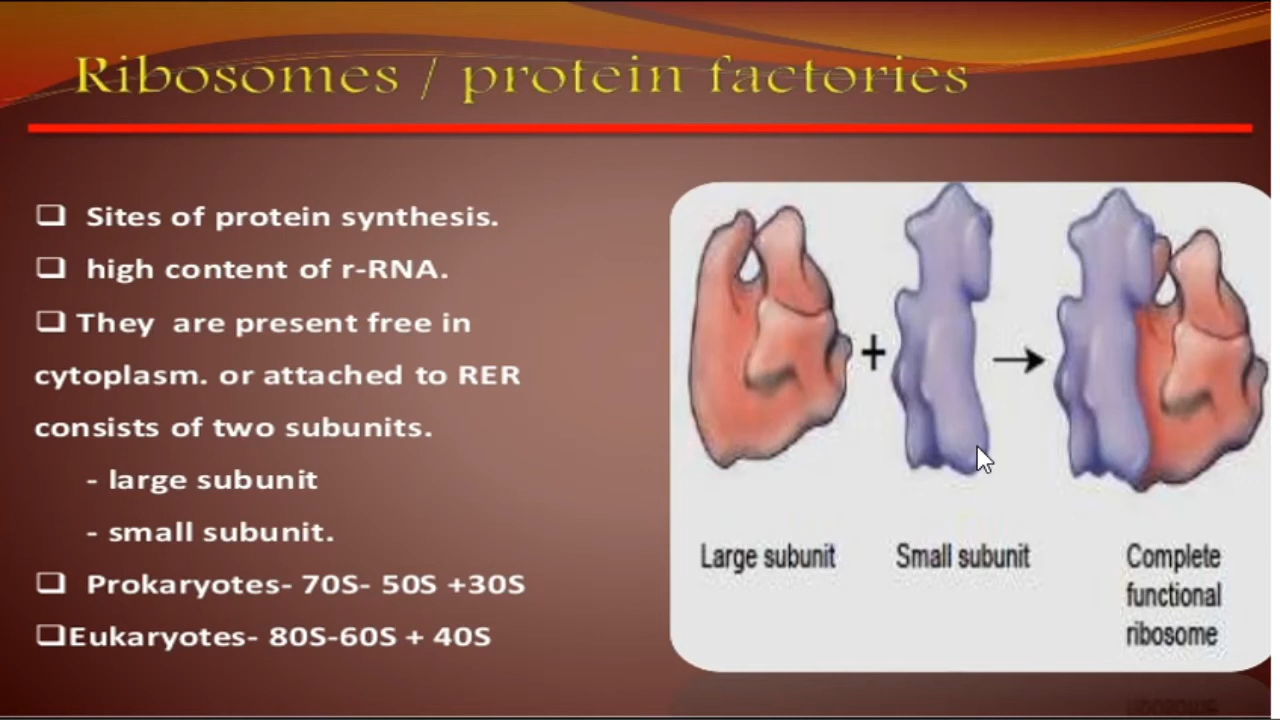 Ribosomes / protein factories
❑ Sites of protein synthesis.
❑ high content of r-RNA.
❑ They are present free in
cytoplasm. or attached to RER
consists of two subunits.
- large subunit
- small subunit.
❑ Prokaryotes- 70S- 50S +30S
❑Eukaryotes- 80S-60S + 40S
+
Large subunit
Small subunit
Complete
functional
ribosome